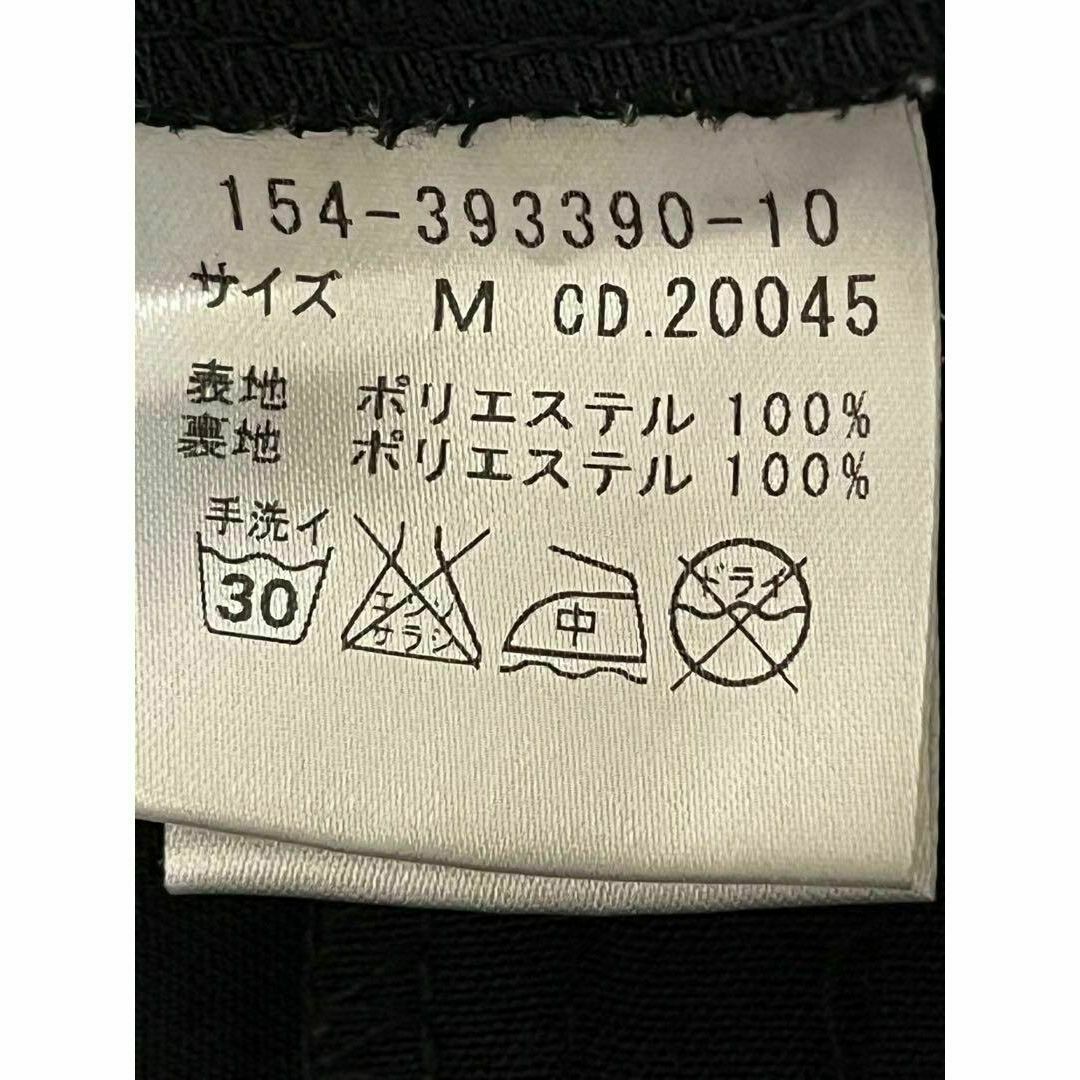 154-393390-10
サイズ M CD.20045
表地 ポリエステル 100%
裏地 ポリエステル 100%
手洗イ
30
エンソ
サラシ
中
ドライ